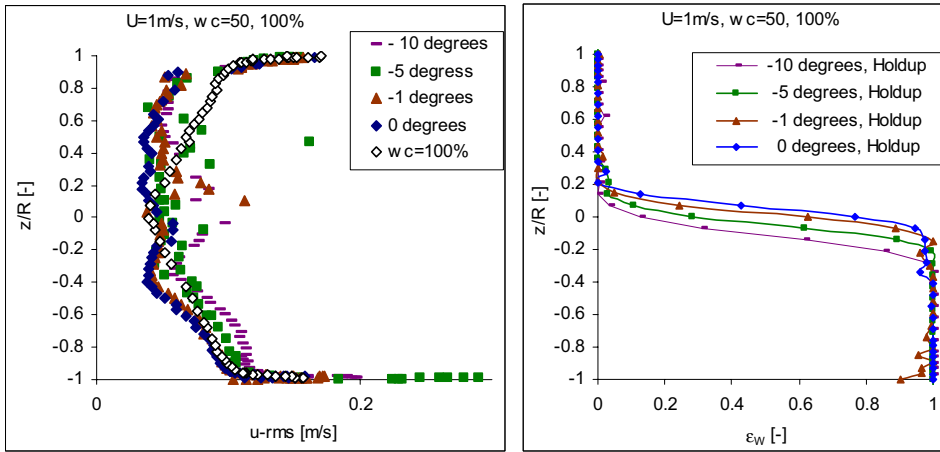 U=1m/s, wc=50, 100%
1
0.8
0.6
0.4
0.2
0
-0.2
-0.4
-0.6
-0.8
-1
z/R [-]
- 10 degrees
-5 degress
-1 degrees
0 degrees
wc=100%
0
0.2
u-rms [m/s]
U=1m/s, wc=50, 100%
1
0.8
0.6
0.4
0.2
0
-0.2
-0.4
-0.6
-0.8
-1
z/R [-]
-10 degrees, Holdup
-5 degrees, Holdup
-1 degrees, Holdup
0 degrees, Holdup
0
0.2
0.4
0.6
0.8
1
εW [-]